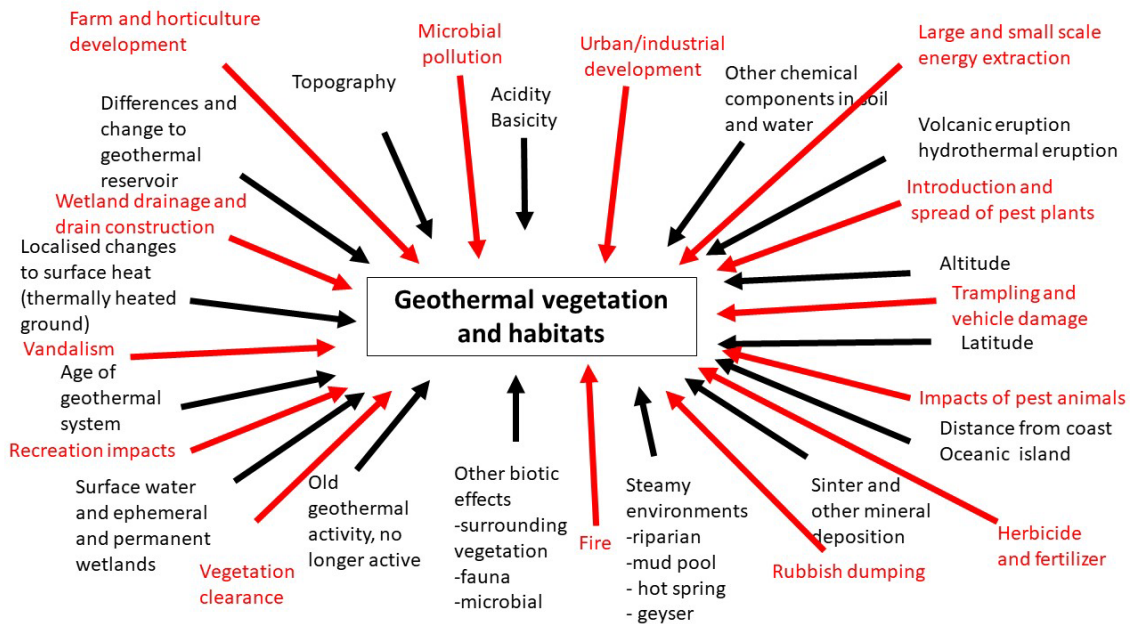 Farm and horticulture
development
Microbial
pollution
Urban/industrial
development
Large and small scale
energy extraction
Topography
Acidity
Basicity
Other chemical
components in soil
and water
Differences and
change to
geothermal
reservoir
Volcanic eruption
hydrothermal eruption
Wetland drainage and
drain construction
Introduction and
spread of pest plants
Localised changes
to surface heat
(thermally heated
ground)
Altitude
Geothermal vegetation
and habitats
Trampling and
vehicle damage
Vandalism
Latitude
Age of
geothermal
system
Impacts of pest animals
Recreation impacts
Distance from coast
Oceanic island
Surface water
and ephemeral
and permanent
wetlands
Old
geothermal
activity, no
longer active
Other biotic
effects
-surrounding
vegetation
-fauna
-microbial
Fire
Steamy
environments
-riparian
-mud pool
- hot spring
- geyser
Sinter and
other mineral
deposition
Herbicide
and fertilizer
Vegetation
clearance
Rubbish dumping